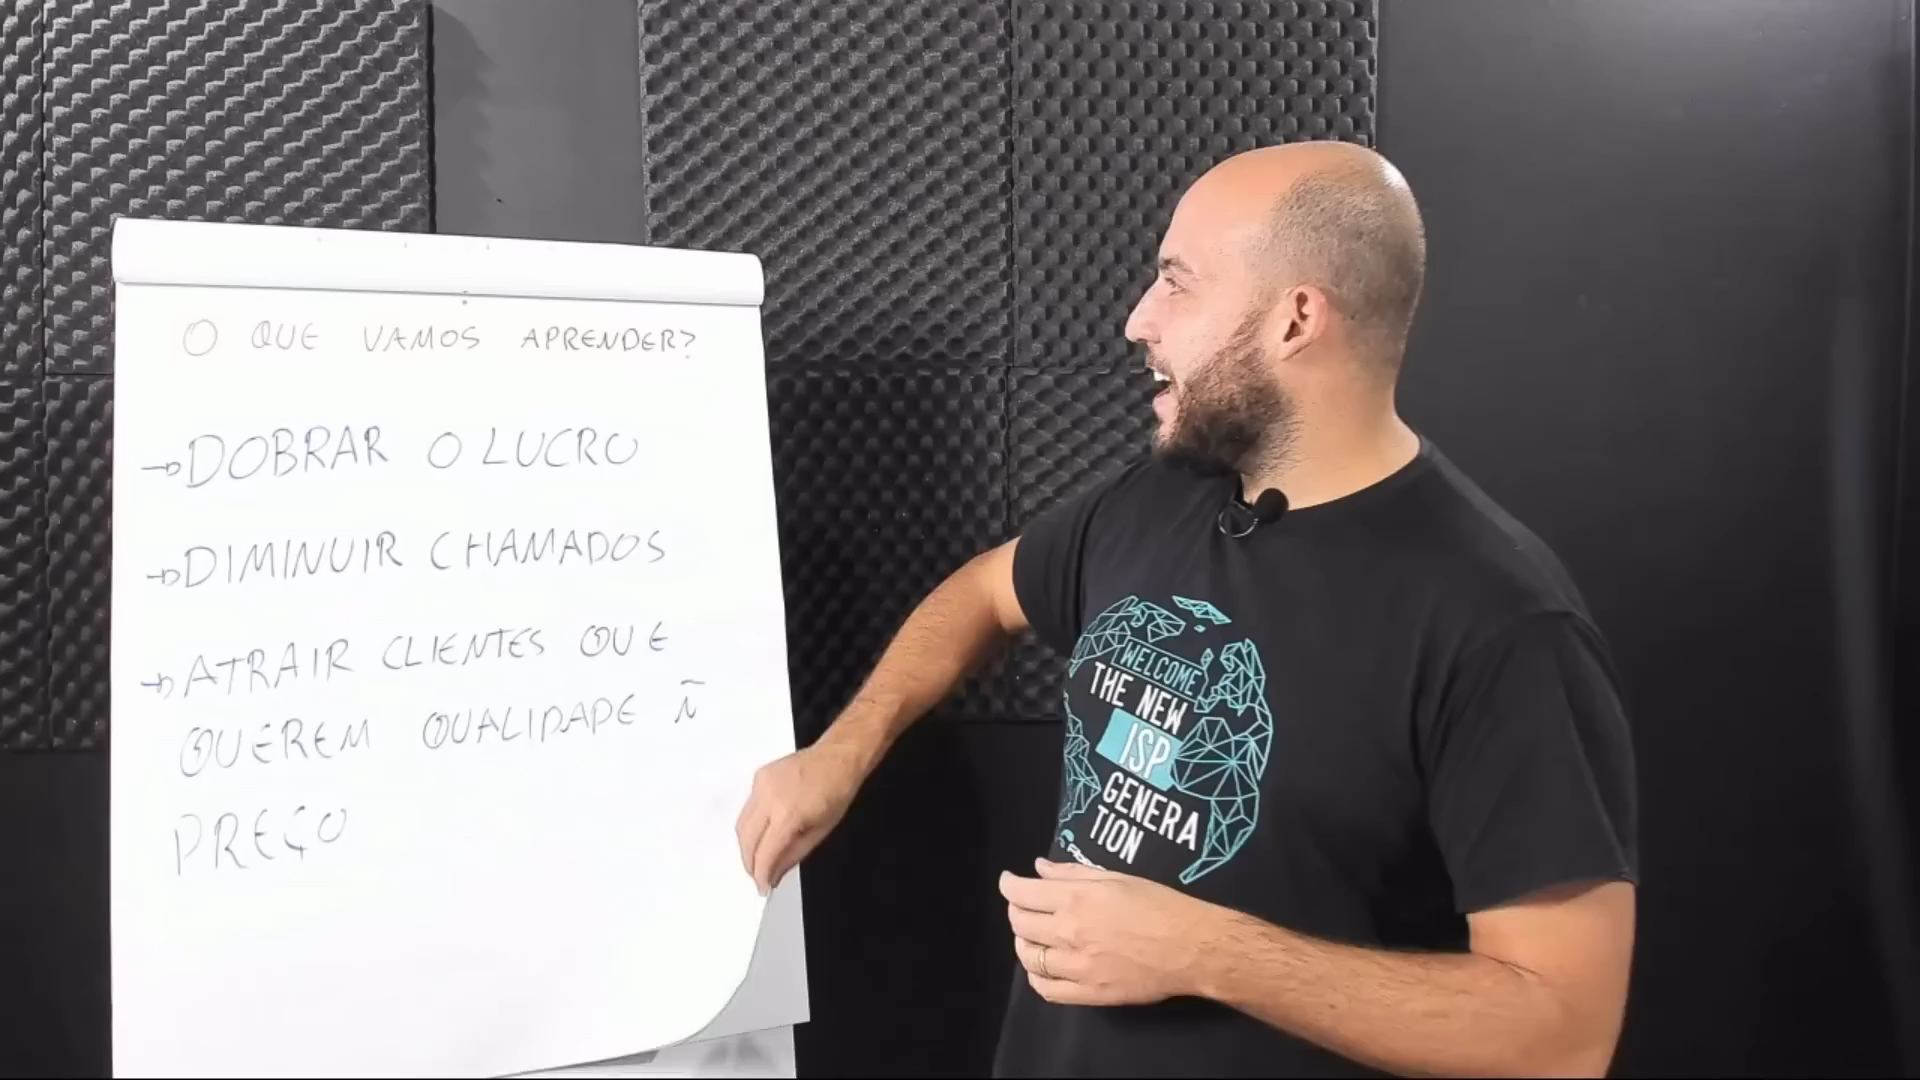 O QUE VAMOS APRENDER?
→DOBRAR O LUCRO
→DIMINUIR CHAMADOS
→ATRAIR CLIENTES QUE
QUEREM QUALIDADE Ñ
PREÇO
WELCOME
THE NEW
ISP
GENERA
TION